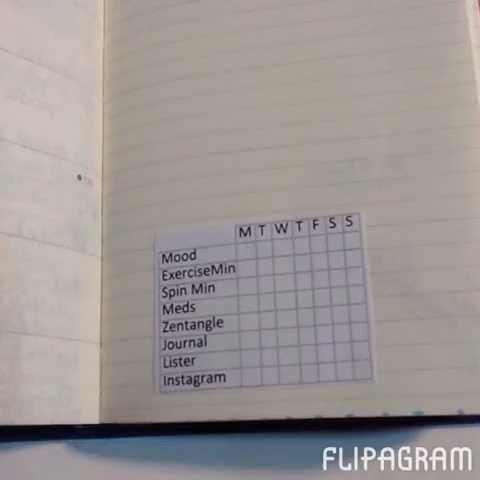 M T W T F S S
Mood
ExerciseMin
Spin Min
Meds
Zentangle
Journal
Lister
Instagram
FLIPAGRAM